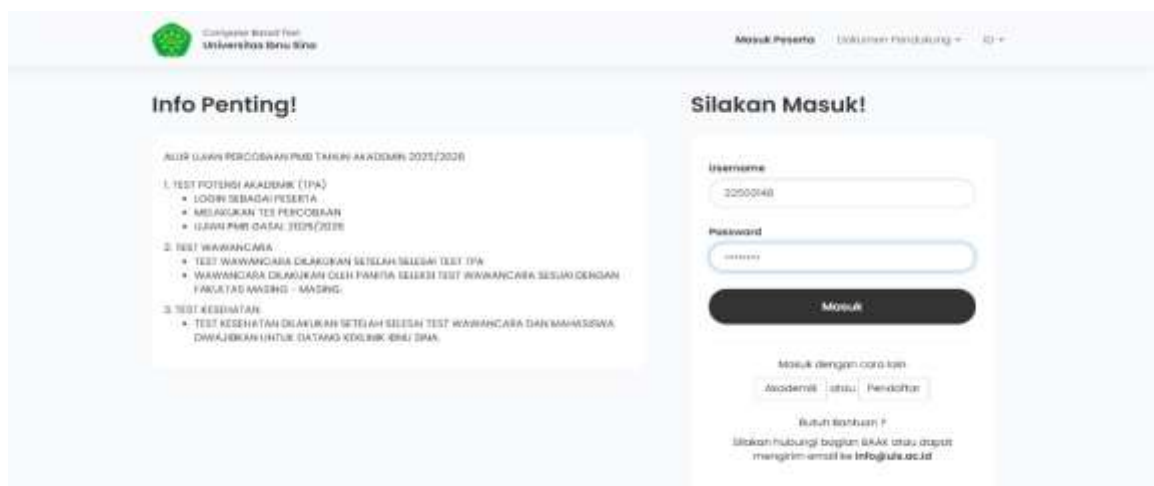 Computer Based Test
Universitas Ibnu Sina
Masuk Peserta Dokumen Pendukung ID
Info Penting!
Silakan Masuk!
ALUR UJIAN PERCOBAAN PMB TAHUN AKADEMIK 2025/2026
1. TEST POTENSI AKADEMIK (TPA)
LOGIN SEBAGAI PESERTA
MELAKUKAN TES PERCOBAAN
UJIAN PMB GASAL 2025/2026
2. TEST WAWANCARA
TEST WAWANCARA DILAKUKAN SETELAH SELESAI TEST TPA
WAWANCARA DILAKUKAN OLEH PANITIA SELEKSI TEST WAWANCARA SESUAI DENGAN
FAKULTAS MASING - MASING.
3. TEST KESEHATAN
TEST KESEHATAN DILAKUKAN SETELAH SELESAI TEST WAWANCARA DAN MAHASISWA
DIWAJIBKAN UNTUK DATANG KEKLINIK IBNU SINA.
Username
Password
Masuk
Masuk dengan cara lain
Akademik atau Pendaftar
Butuh Bantuan ?
Silakan hubungi bagian BAAK atau dapat
mengirim email ke info@uis.ac.id